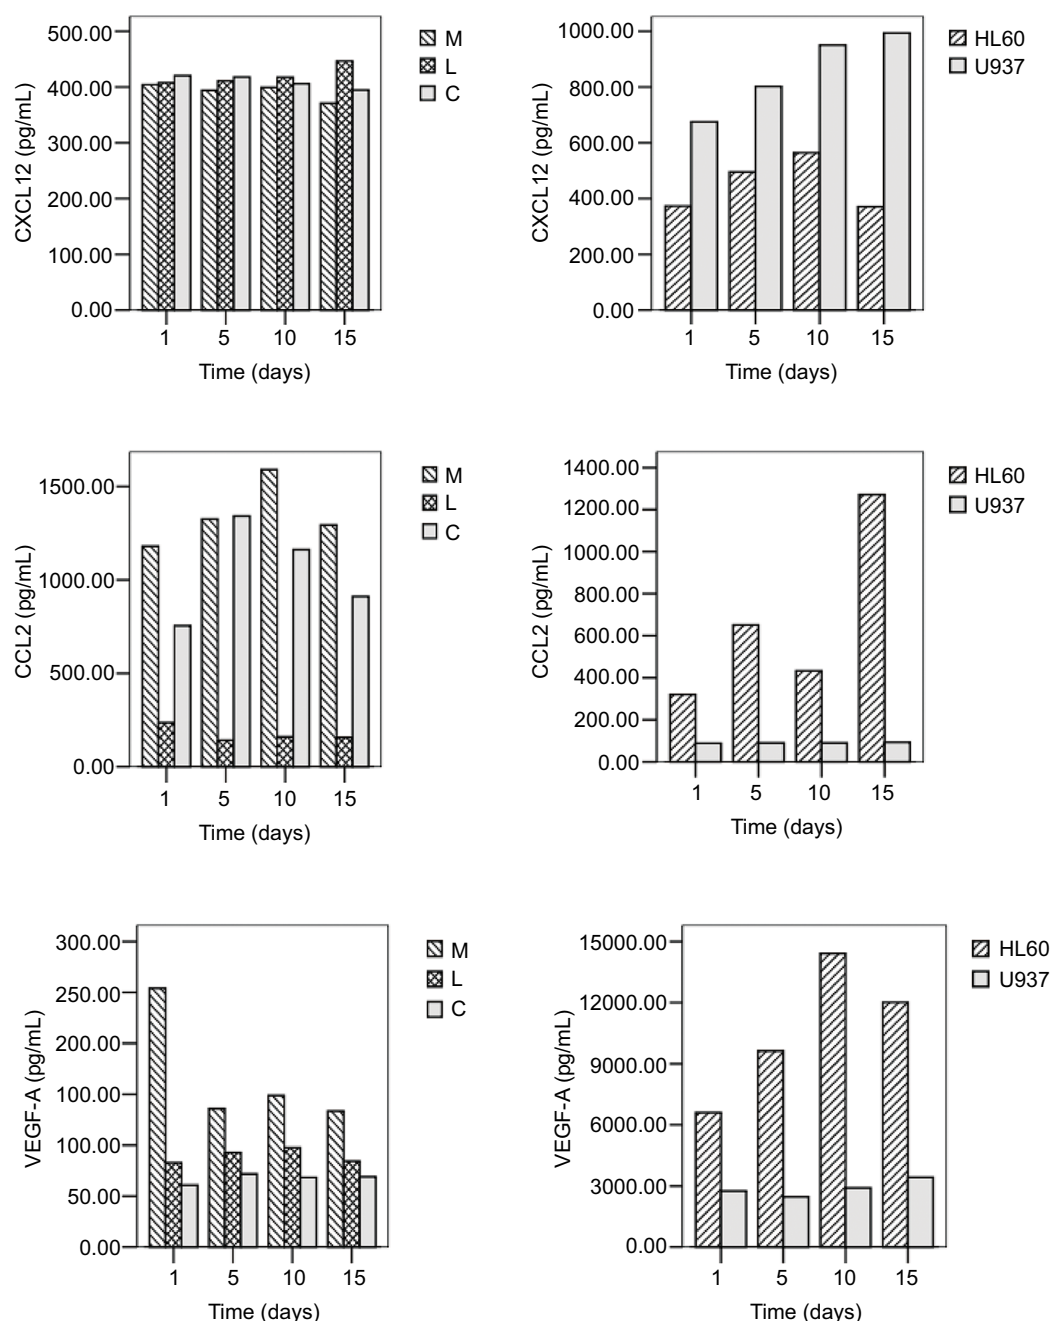 500.00
400.00
300.00
200.00
100.00
0.00
CXCL12 (pg/mL)
1 5 10 15
Time (days)
M
L
C
1000.00
800.00
600.00
400.00
200.00
0.00
CXCL12 (pg/mL)
1 5 10 15
Time (days)
HL60
U937
1500.00
1000.00
500.00
0.00
CCL2 (pg/mL)
1 5 10 15
Time (days)
M
L
C
1400.00
1200.00
1000.00
800.00
600.00
400.00
200.00
0.00
CCL2 (pg/mL)
1 5 10 15
Time (days)
HL60
U937
300.00
250.00
200.00
100.00
100.00
50.00
0.00
VEGF-A (pg/mL)
1 5 10 15
Time (days)
M
L
C
15000.00
12000.00
9000.00
6000.00
3000.00
0.00
VEGF-A (pg/mL)
1 5 10 15
Time (days)
HL60
U937